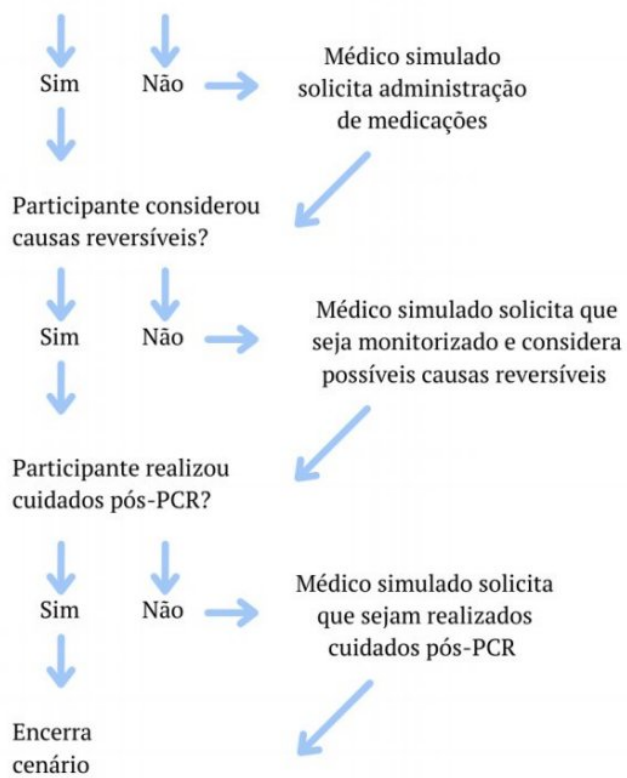 Sim
Não
Médico simulado
solicita administração
de medicações
Participante considerou
causas reversíveis?
Sim
Não
Médico simulado solicita que
seja monitorizado e considera
possíveis causas reversíveis
Participante realizou
cuidados pós-PCR?
Sim
Não
Médico simulado solicita
que sejam realizados
cuidados pós-PCR
Encerra
cenário